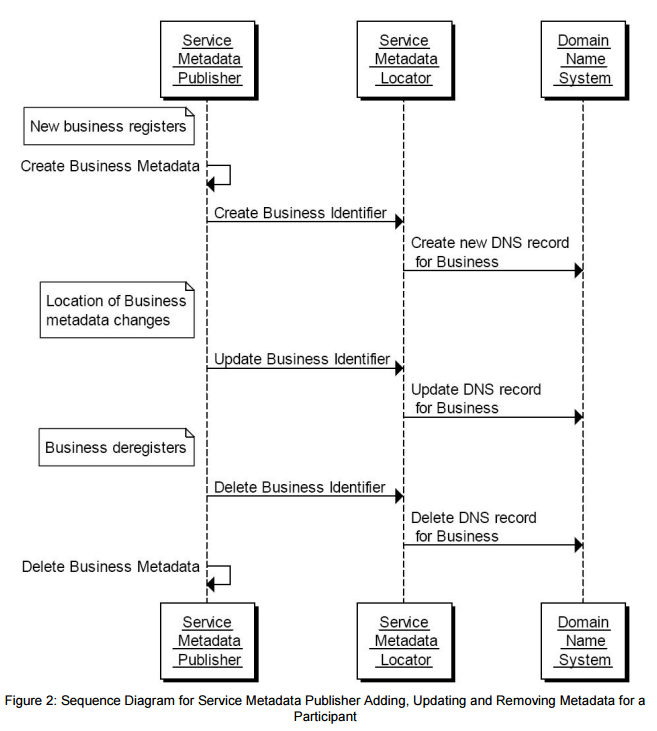 Service
Metadata
Publisher
Service
Metadata
Locator
Domain
Name
System
New business registers
Create Business Metadata
Create Business Identifier
Create new DNS record
for Business
Location of Business
metadata changes
Update Business Identifier
Update DNS record
for Business
Business deregisters
Delete Business Identifier
Delete DNS record
for Business
Delete Business Metadata
Service
Metadata
Publisher
Service
Metadata
Locator
Domain
Name
System
Figure 2: Sequence Diagram for Service Metadata Publisher Adding, Updating and Removing Metadata for a
Participant